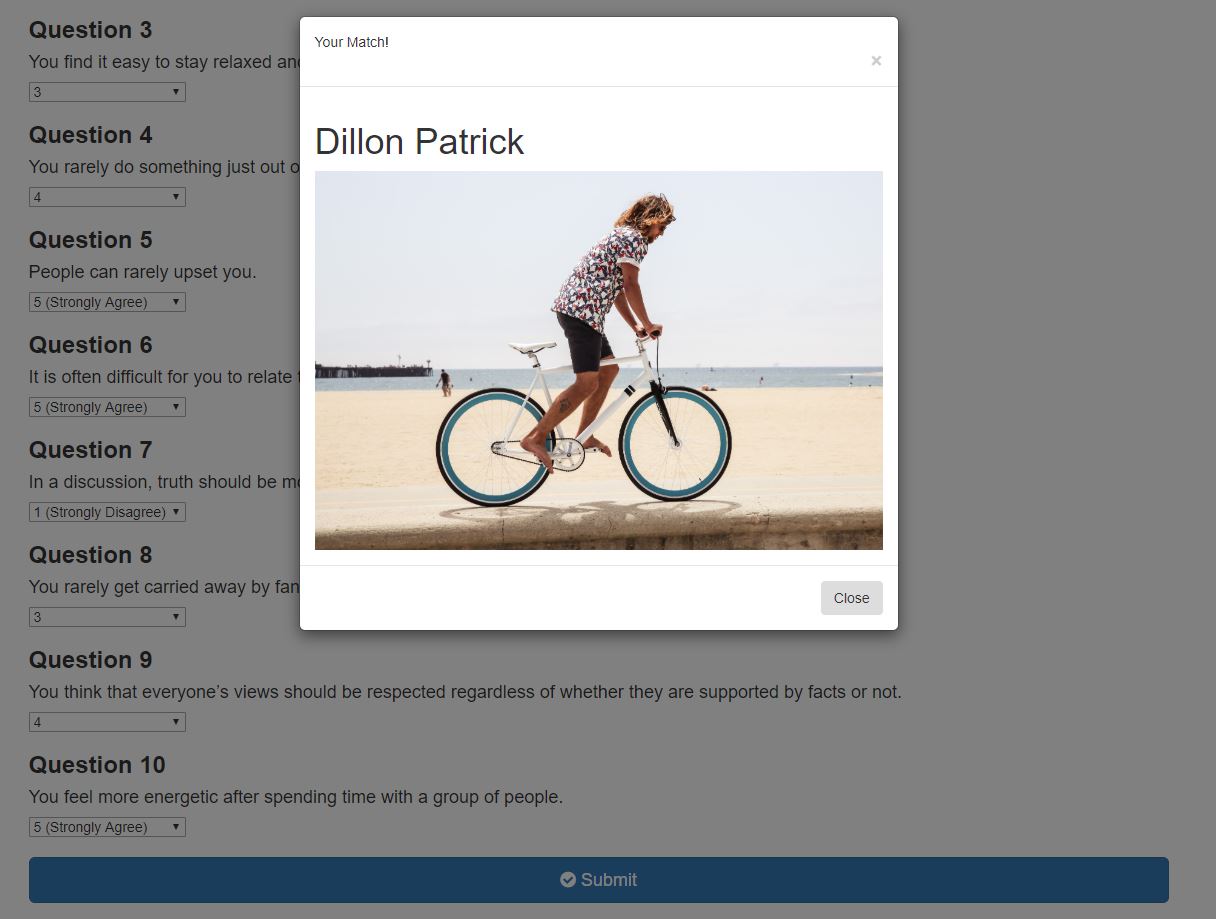 Question 3
You find it easy to stay relaxed
3
Question 4
You rarely do something just out
4
Question 5
People can rarely upset you.
5 (Strongly Agree)
Question 6
It is often difficult for you to relate
5 (Strongly Agree)
Question 7
In a discussion, truth should be
1 (Strongly Disagree)
Question 8
You rarely get carried away by
3
Question 9
You think that everyone’s views should be respected regardless of whether they are supported by facts or not.
4
Question 10
You feel more energetic after spending time with a group of people.
5 (Strongly Agree)
Submit
Your Match!
×
Dillon Patrick
Close